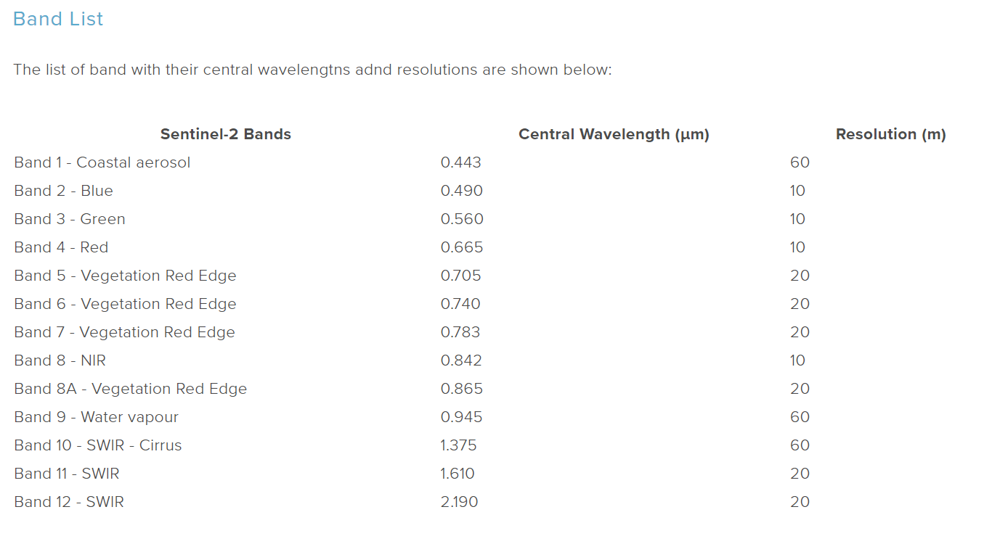 Band List
The list of band with their central wavelengtns adnd resolutions are shown below:
Sentinel-2 Bands Central Wavelength (µm) Resolution (m)
Band 1 - Coastal aerosol 0.443 60
Band 2 - Blue 0.490 10
Band 3 - Green 0.560 10
Band 4 - Red 0.665 10
Band 5 - Vegetation Red Edge 0.705 20
Band 6 - Vegetation Red Edge 0.740 20
Band 7 - Vegetation Red Edge 0.783 20
Band 8 - NIR 0.842 10
Band 8A - Vegetation Red Edge 0.865 20
Band 9 - Water vapour 0.945 60
Band 10 - SWIR - Cirrus 1.375 60
Band 11 - SWIR 1.610 20
Band 12 - SWIR 2.190 20